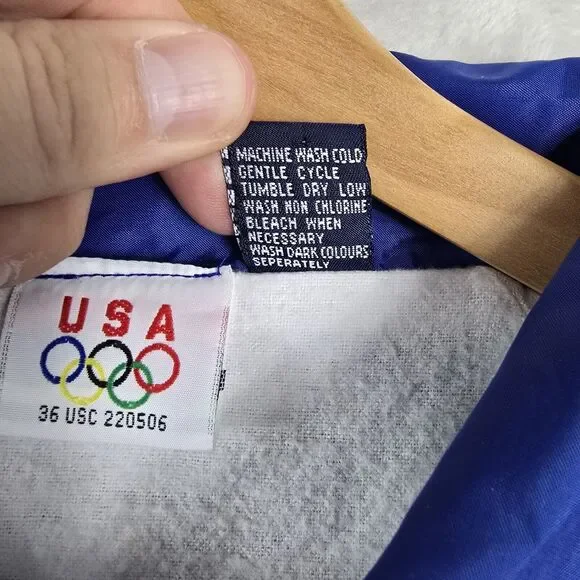 MACHINE WASH COLD
GENTLE CYCLE
TUMBLE DRY LOW
WASH NON CHLORINE
BLEACH WHEN
NECESSARY
WASH DARK COLOURS
SEPERATELY
USA
36 USC 220506